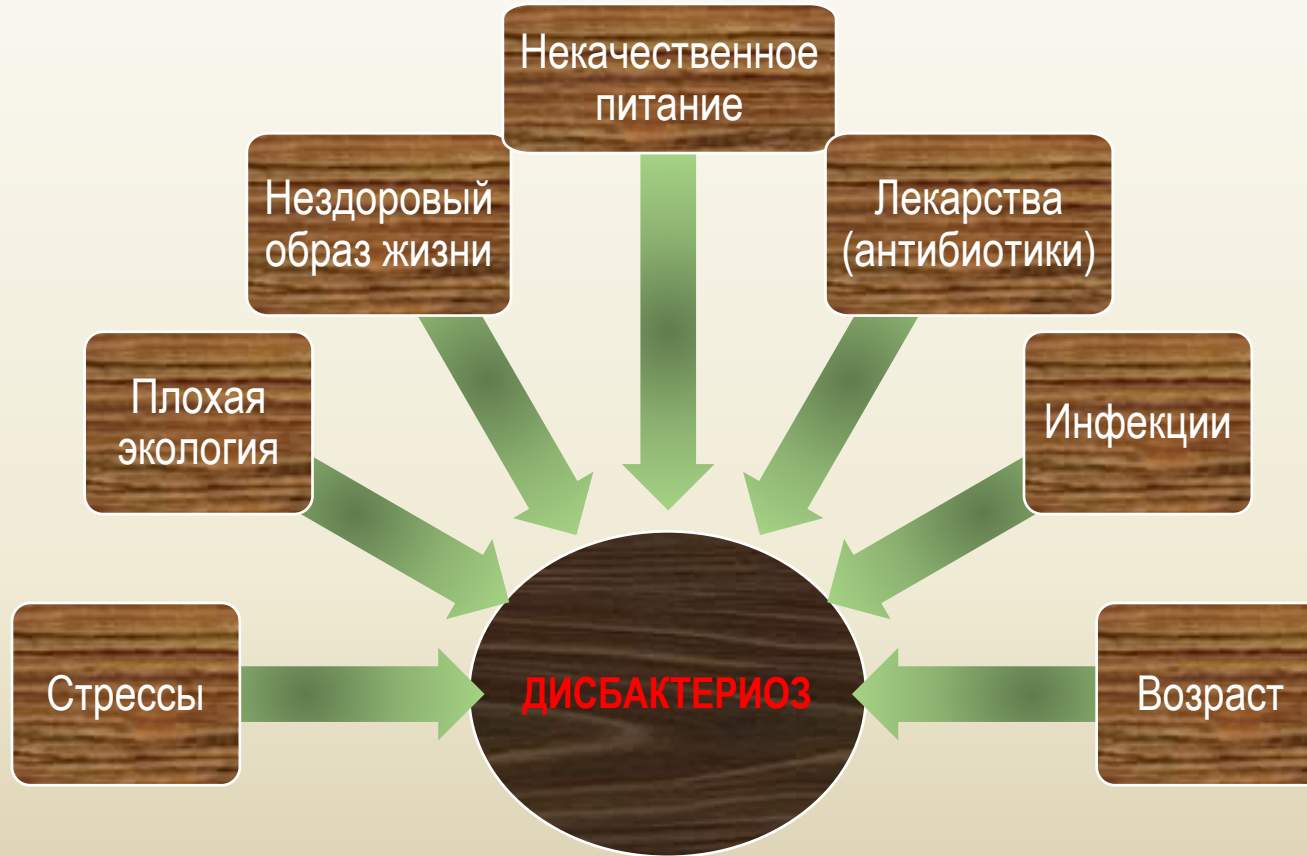 Некачественное
питание
Нездоровый
образ жизни
Лекарства
(антибиотики)
Плохая
экология
Инфекции
Стрессы
ДИСБАКТЕРИОЗ
Возраст